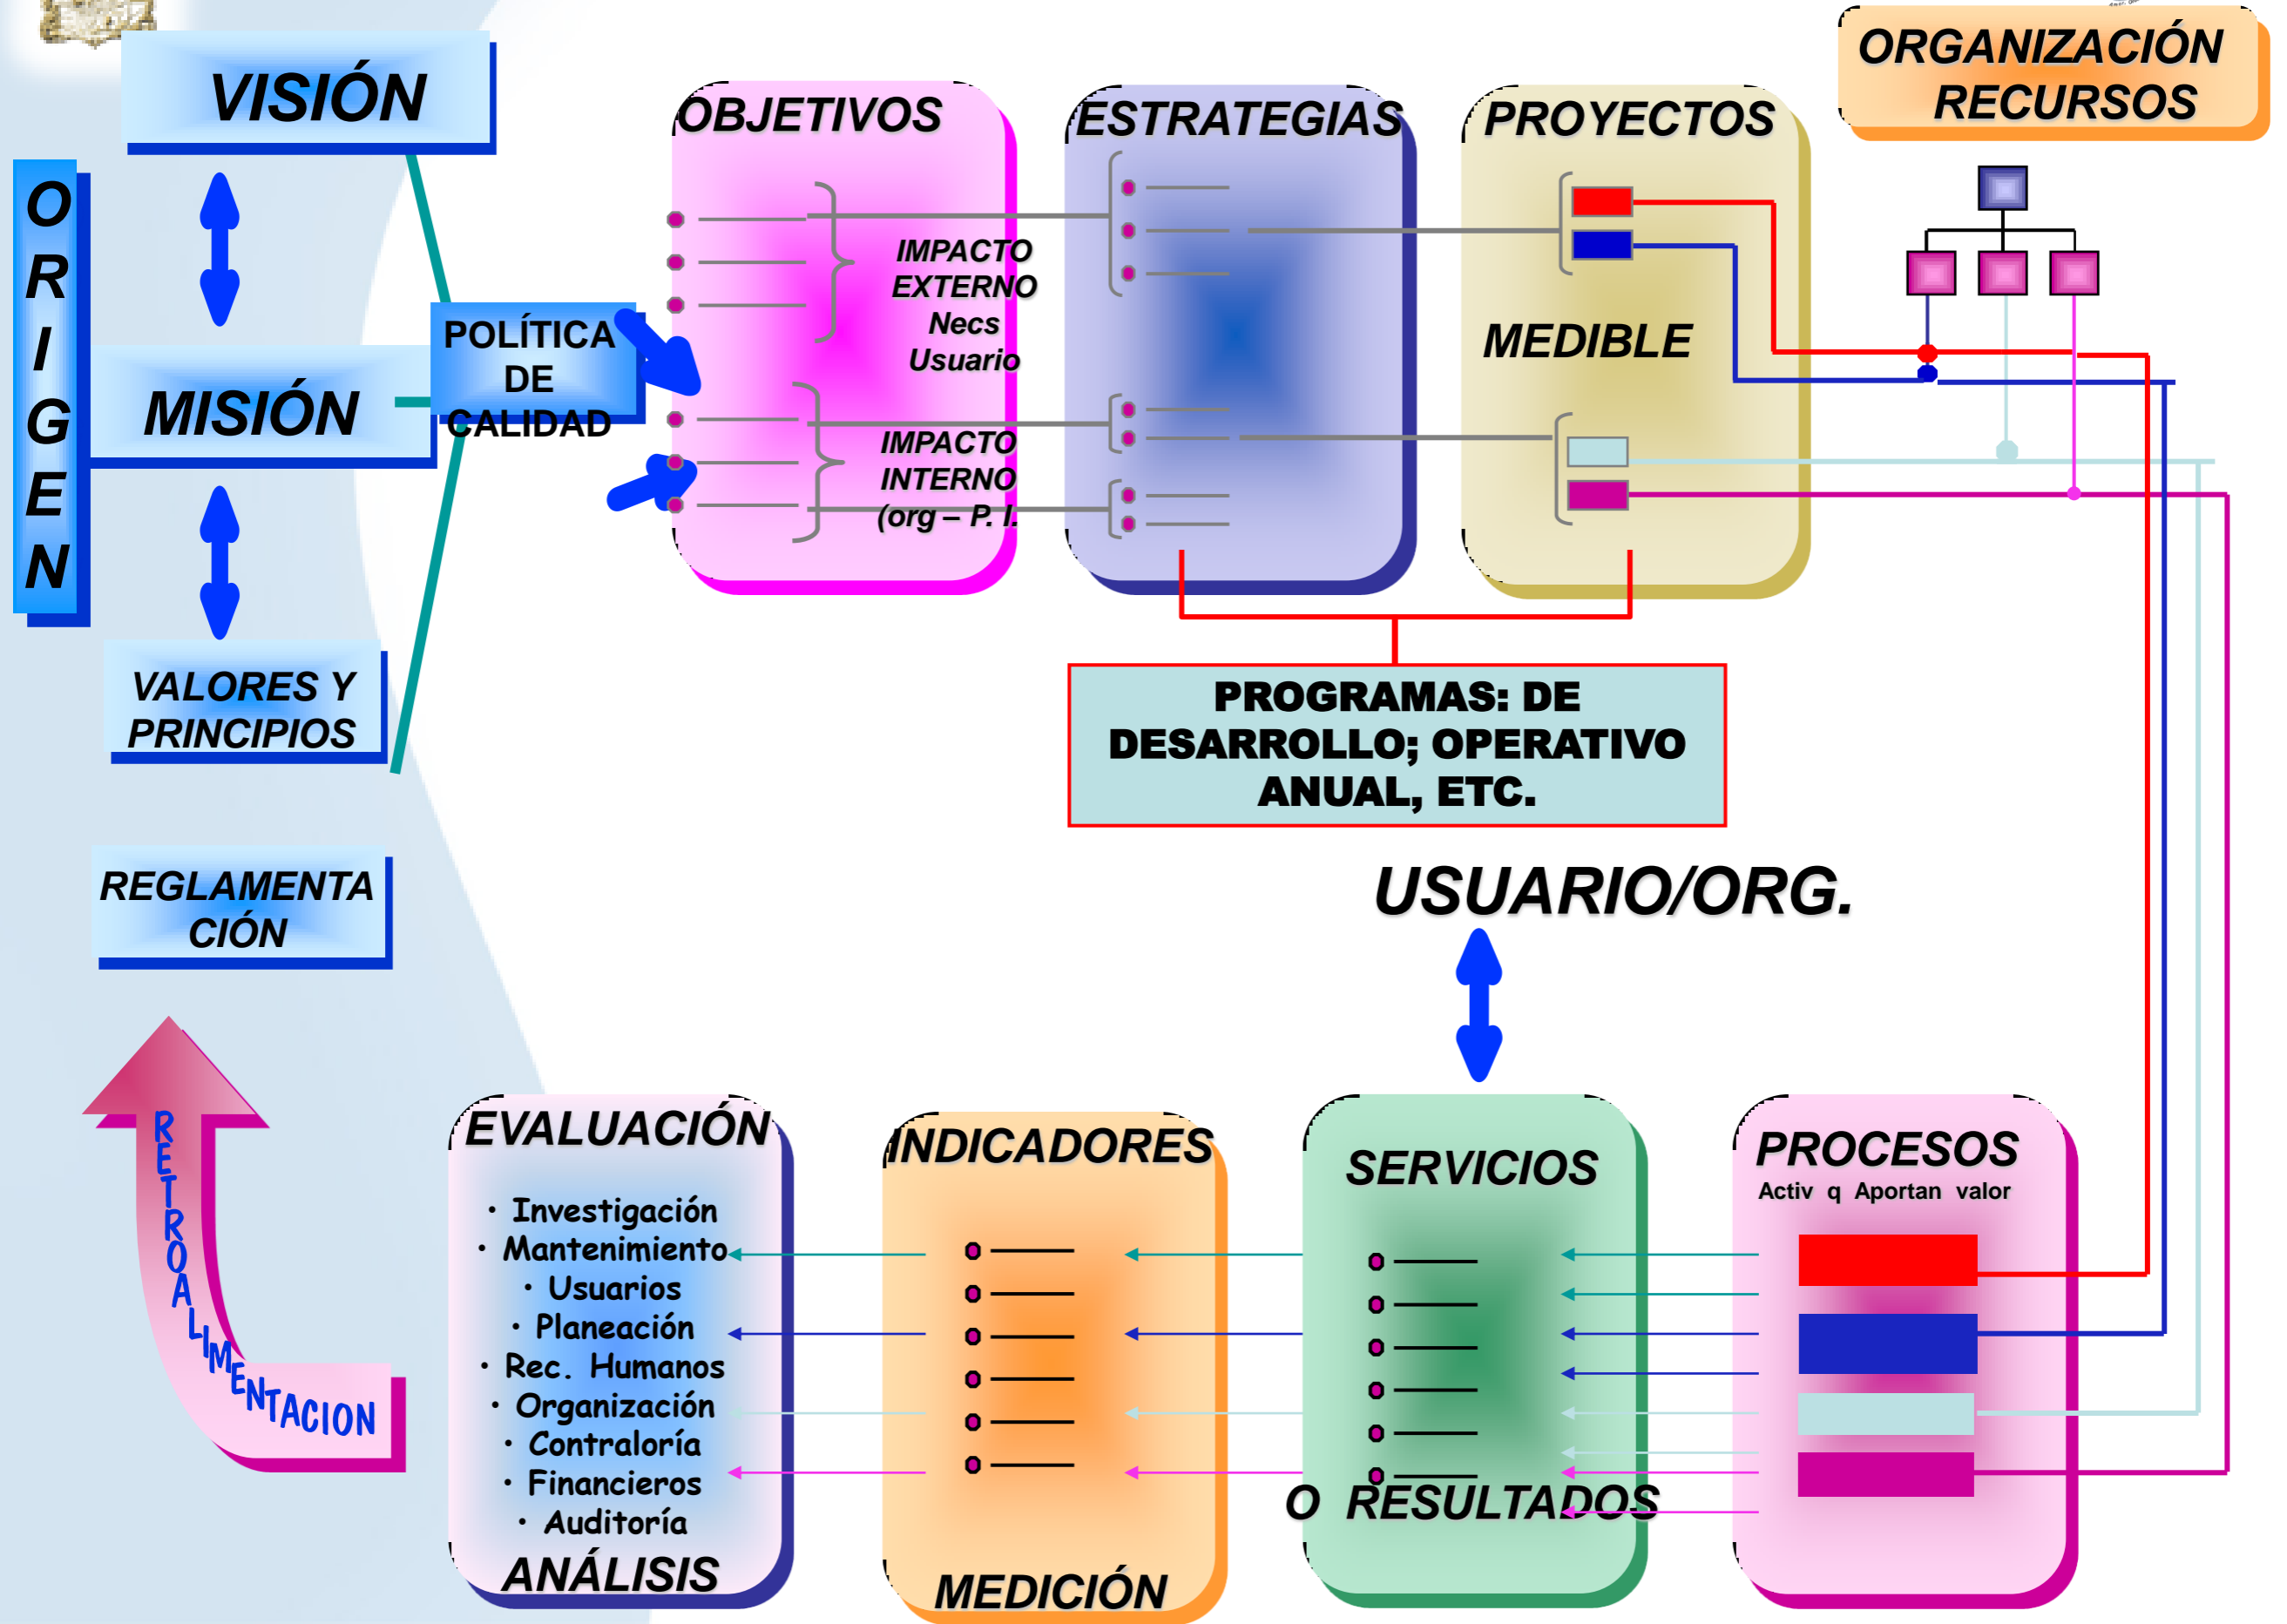 VISIÓN
ORIGEN
MISIÓN
VALORES Y
PRINCIPIOS
REGLAMENTA
CIÓN
POLÍTICA
DE
CALIDAD
OBJETIVOS
IMPACTO
EXTERNO
Necs
Usuario
IMPACTO
INTERNO
(org – P. I.
ESTRATEGIAS
PROYECTOS
MEDIBLE
ORGANIZACIÓN
RECURSOS
PROGRAMAS: DE
DESARROLLO; OPERATIVO
ANUAL, ETC.
USUARIO/ORG.
RETROALIMENTACION
EVALUACIÓN
• Investigación
• Mantenimiento
• Usuarios
• Planeación
• Rec. Humanos
• Organización
• Contraloría
• Financieros
• Auditoría
ANÁLISIS
INDICADORES
MEDICIÓN
SERVICIOS
O RESULTADOS
PROCESOS
Activ q Aportan valor